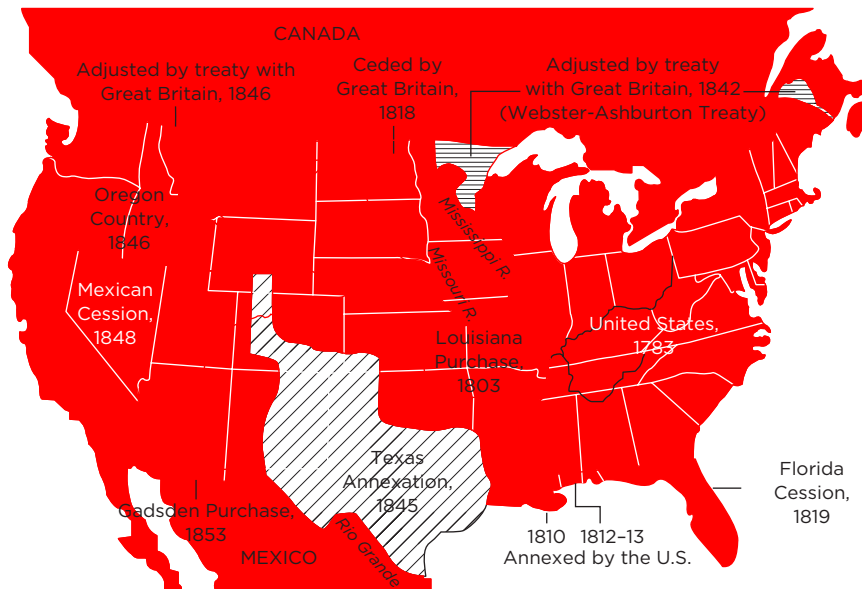 CANADA
Adjusted by treaty with
Great Britain, 1846
Ceded by
Great Britain,
1818
Adjusted by treaty
with Great Britain, 1842
(Webster-Ashburton Treaty)
Oregon
Country,
1846
Mississippi R.
Missouri R.
Mexican
Cession,
1848
United States,
1783
Louisiana
Purchase,
1803
Texas
Annexation,
1845
Florida
Cession,
1819
Gadsden Purchase,
1853
Rio Grande
MEXICO
1810
1812–13
Annexed by the U.S.